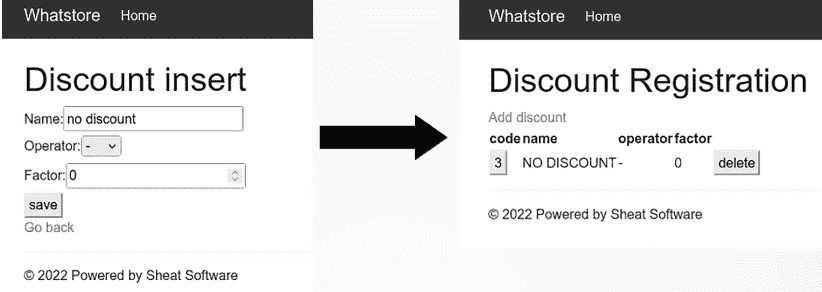 Whatstore Home
Discount insert
Name: no discount
Operator: -
Factor: 0
save
Go back
© 2022 Powered by Sheat Software
Whatstore Home
Discount Registration
Add discount
code name operator factor
3 NO DISCOUNT - 0 delete
© 2022 Powered by Sheat Software